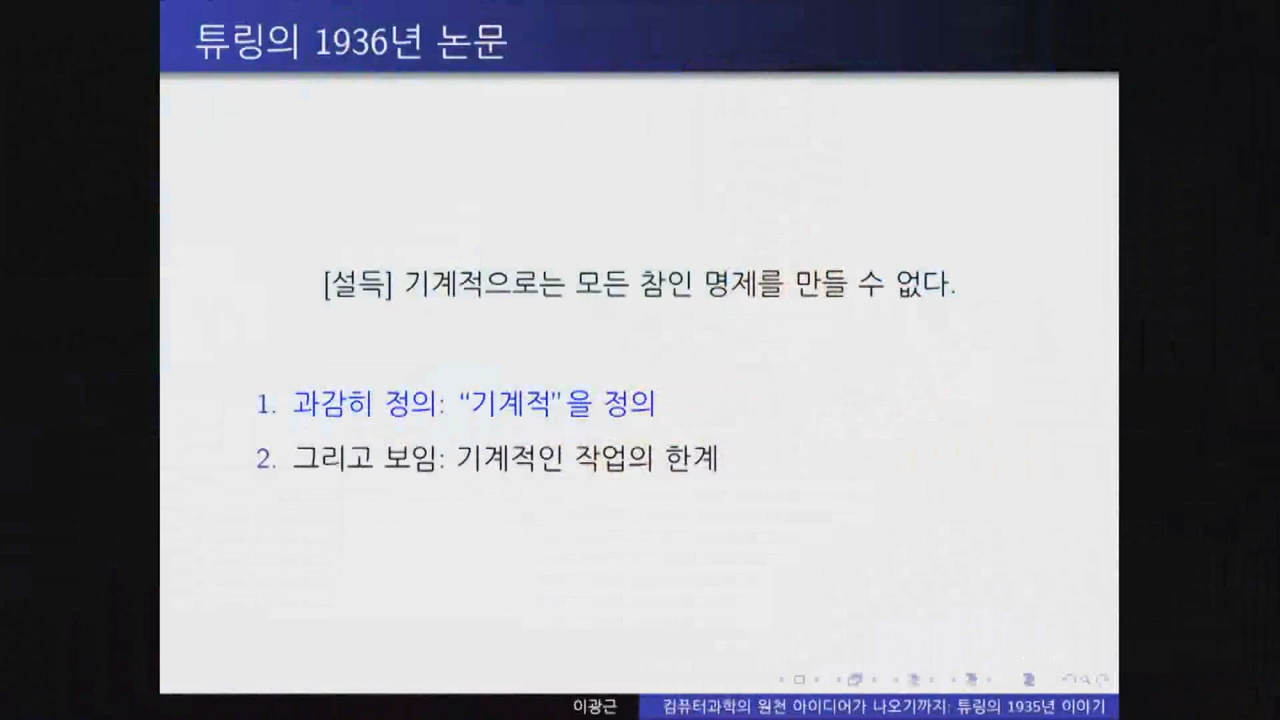 튜링의 1936년 논문
[설득] 기계적으로는 모든 참인 명제를 만들 수 없다.
1. 과감히 정의: “기계적”을 정의
2. 그리고 보임: 기계적인 작업의 한계
이광근
컴퓨터과학의 원천 아이디어가 나오기까지: 튜링의 1935년 이야기